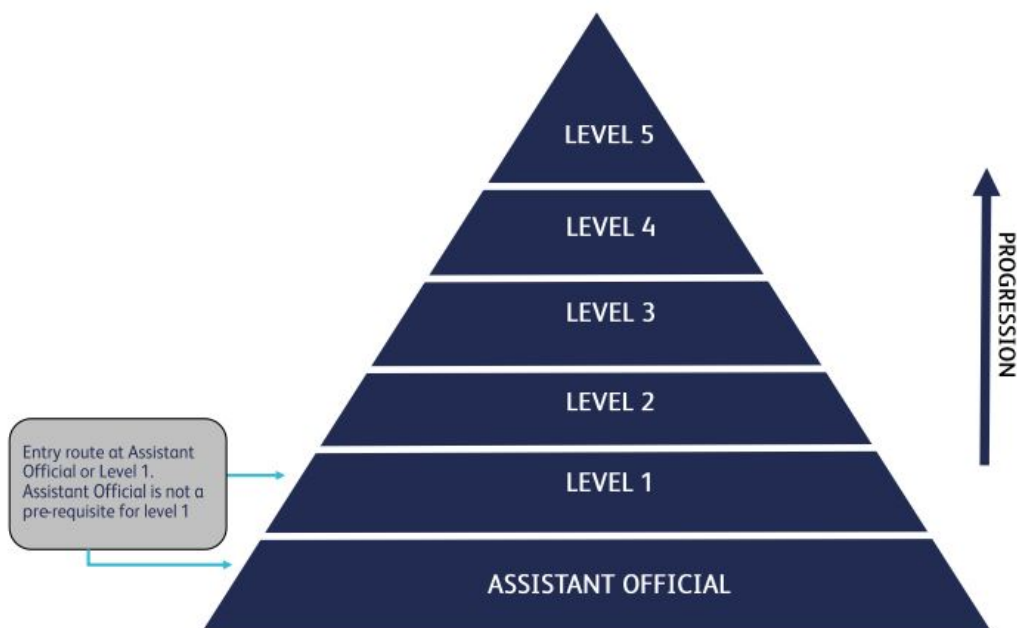 LEVEL 5
LEVEL 4
LEVEL 3
LEVEL 2
LEVEL 1
ASSISTANT OFFICIAL
PROGRESSION
Entry route at Assistant
Official or Level 1.
Assistant Official is not a
pre-requisite for level 1